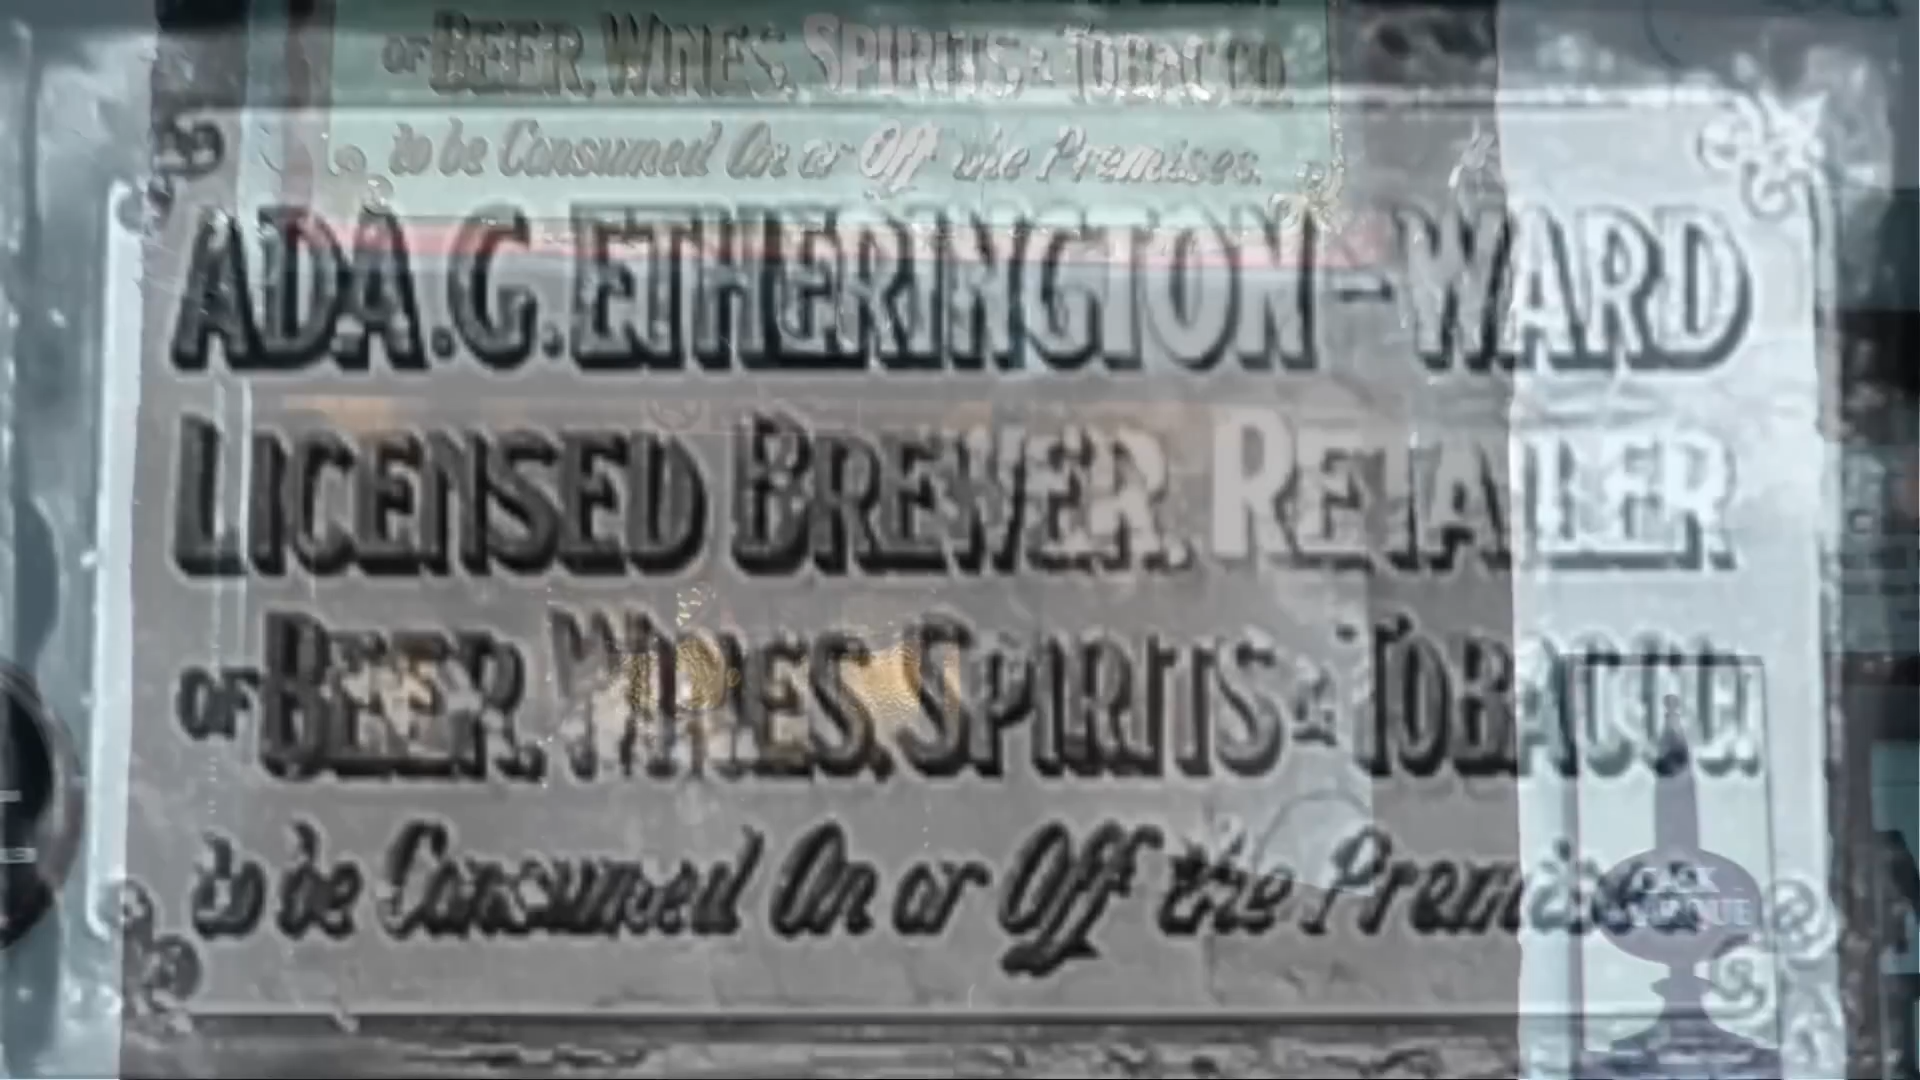 OF BEER, WINES, SPIRITS & TOBACCO.
to be Consumed On or Off the Premises.
ADA.C.ETHERINGTON-WARD
LICENSED BREWER, RETAILER
OF BEER, WINES, SPIRITS & TOBACCO.
to be Consumed On or Off the Premises.